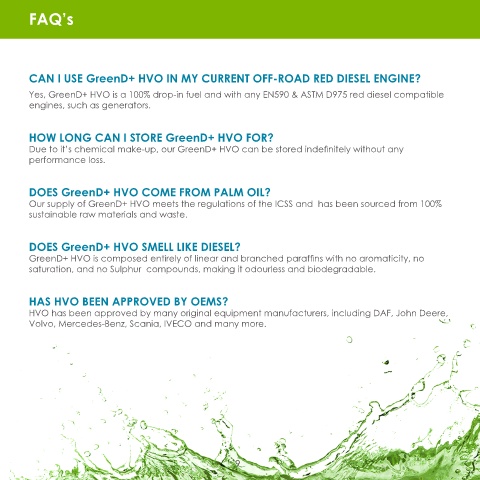 FAQ's
CAN I USE GreenD+ HVO IN MY CURRENT OFF-ROAD RED DIESEL ENGINE?
Yes, GreenD+ HVO is a 100% drop-in fuel and with any EN590 & ASTM D975 red diesel compatible
engines, such as generators.
HOW LONG CAN I STORE GreenD+ HVO FOR?
Due to it's chemical make-up, our GreenD+ HVO can be stored indefinitely without any
performance loss.
DOES GreenD+ HVO COME FROM PALM OIL?
Our supply of GreenD+ HVO meets the regulations of the ICSS and has been sourced from 100%
sustainable raw materials and waste.
DOES GreenD+ HVO SMELL LIKE DIESEL?
GreenD+ HVO is composed entirely of linear and branched paraffins with no aromaticity, no
saturation, and no Sulphur compounds, making it odourless and biodegradable.
HAS HVO BEEN APPROVED BY OEMS?
HVO has been approved by many original equipment manufacturers, including DAF, John Deere,
Volvo, Mercedes-Benz, Scania, IVECO and many more.